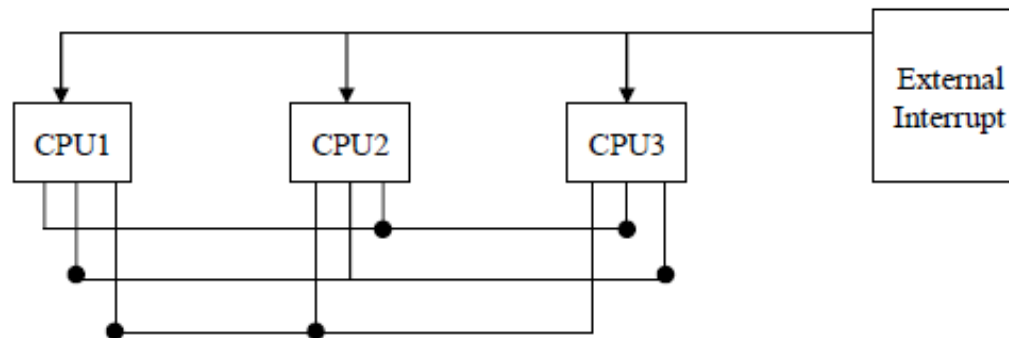 External
Interrupt
CPU1
CPU2
CPU3